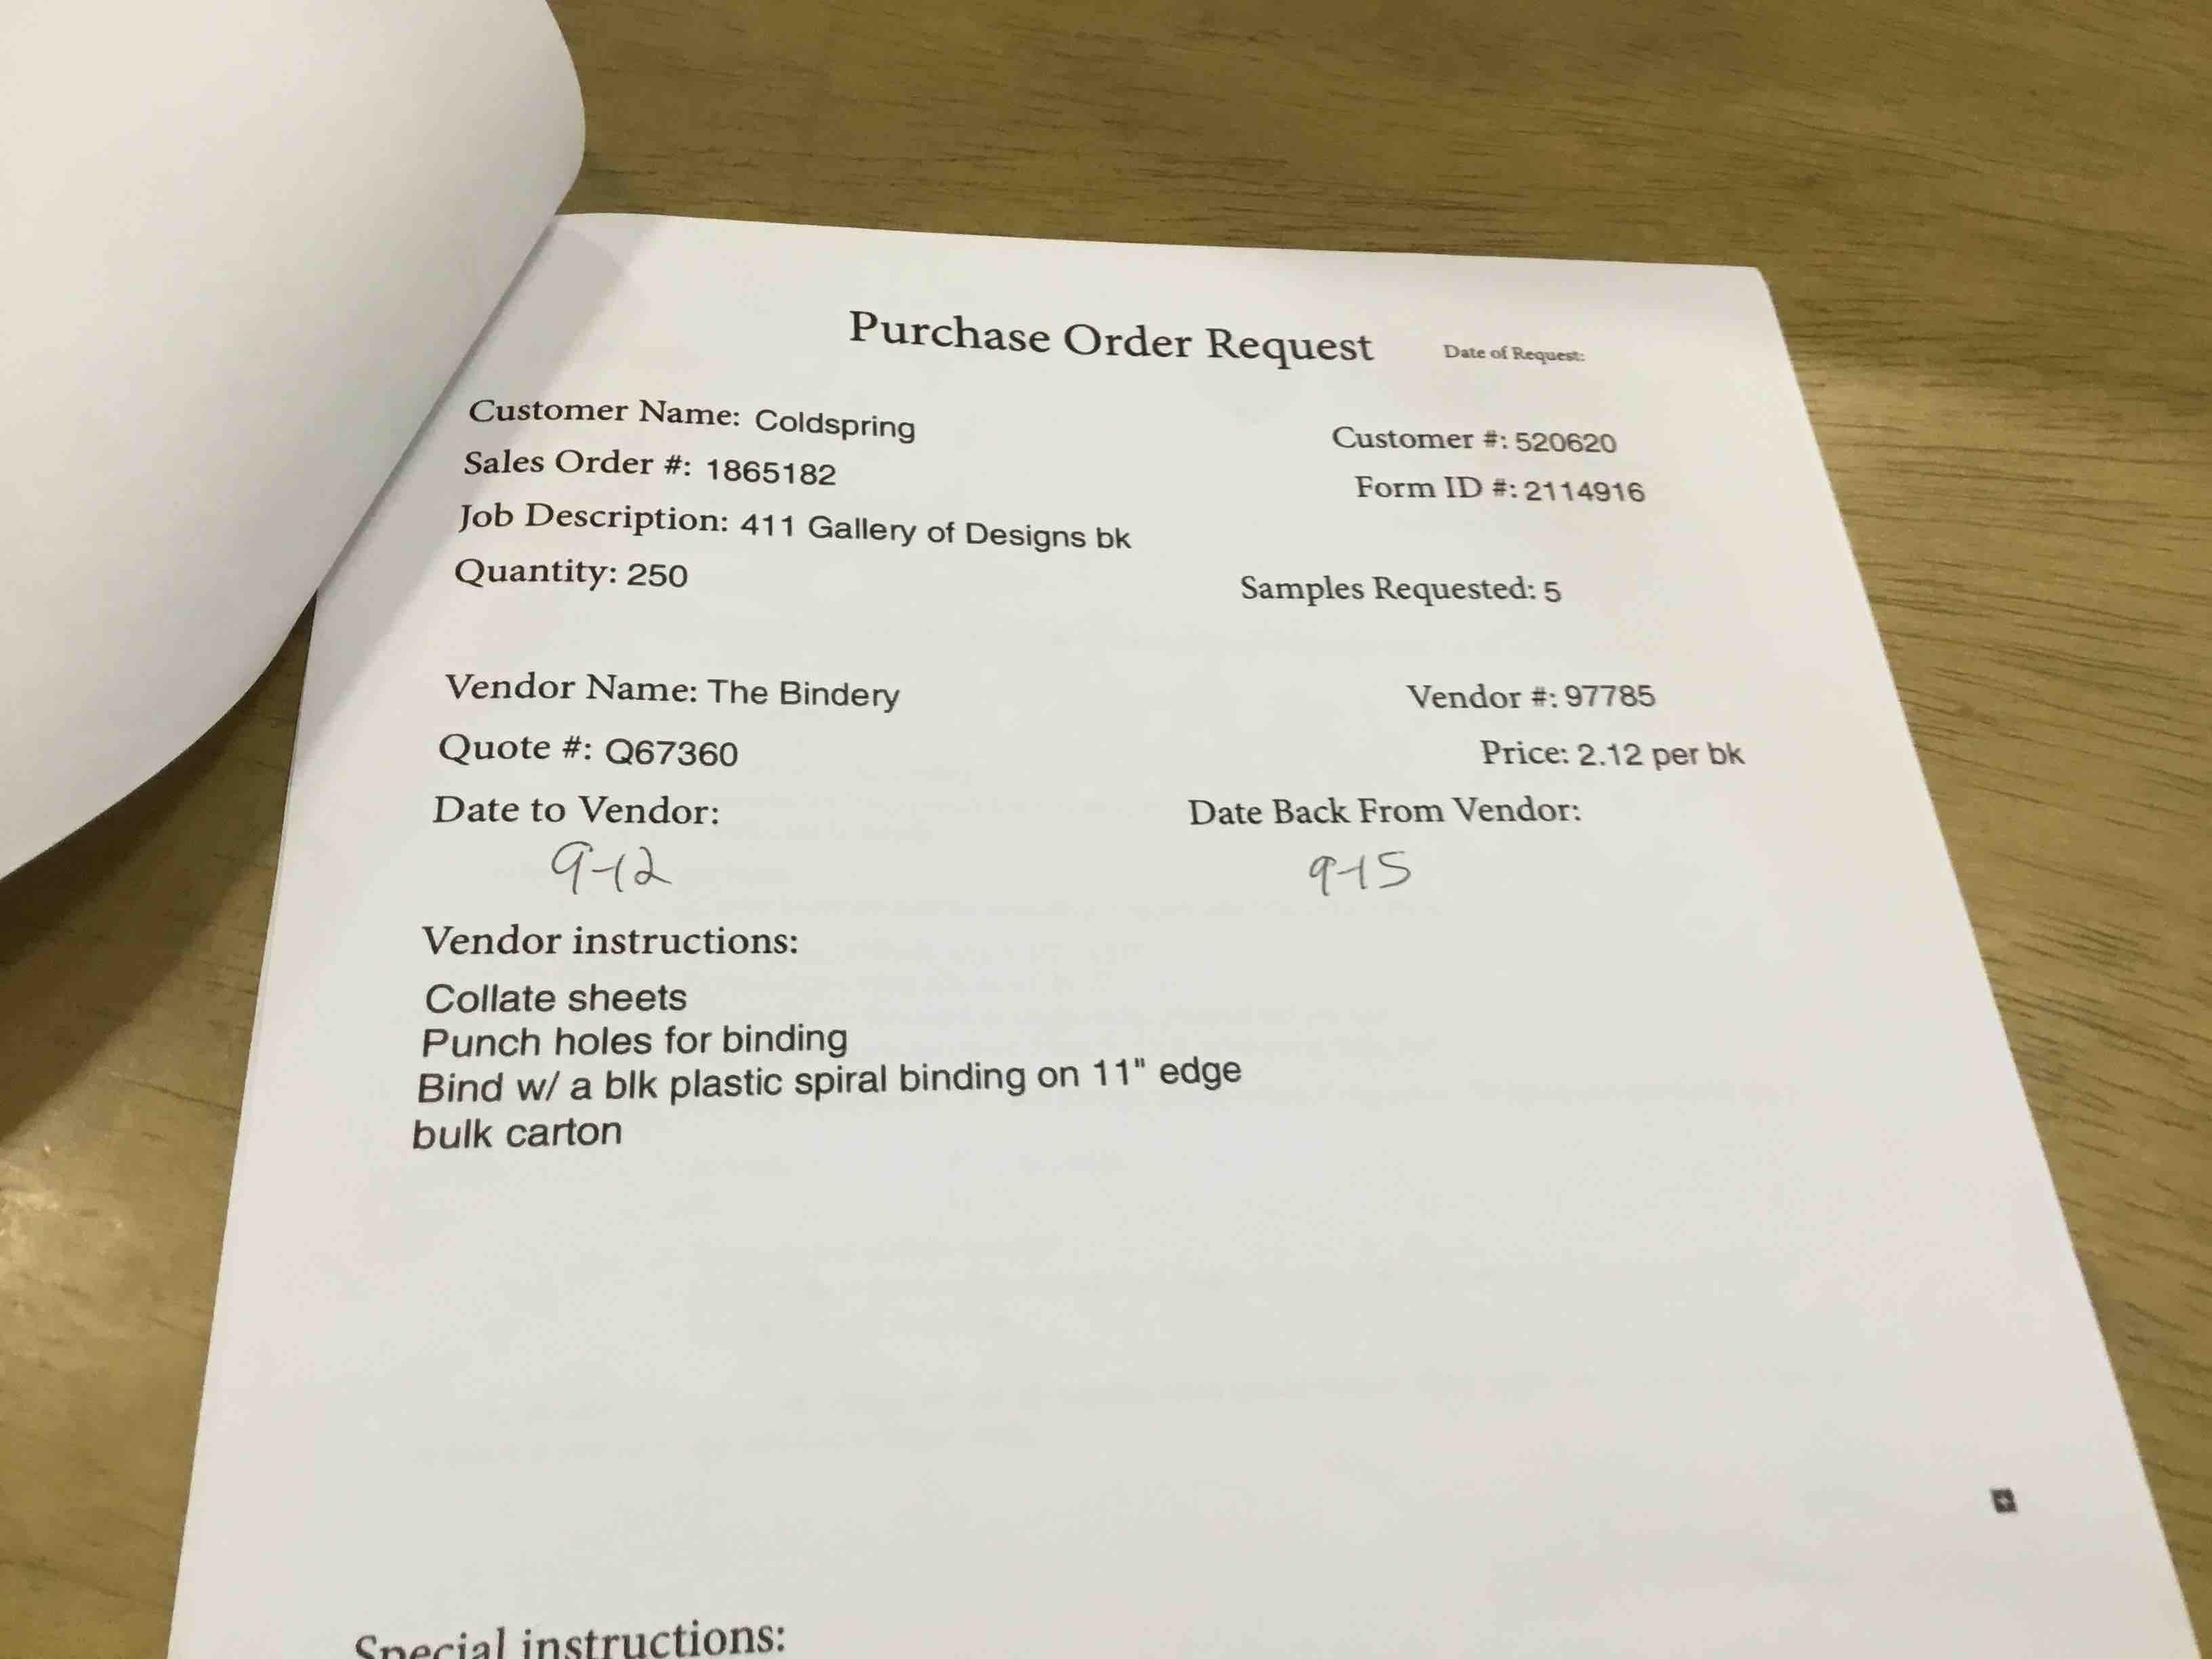 Purchase Order Request
Date of Request:
Customer Name: Coldspring
Customer #: 520620
Sales Order #: 1865182
Form ID #: 2114916
Job Description: 411 Gallery of Designs bk
Quantity: 250
Samples Requested: 5
Vendor Name: The Bindery
Vendor #: 97785
Quote #: Q67360
Price: 2.12 per bk
Date to Vendor:
Date Back From Vendor:
9-12
9-15
Vendor instructions:
Collate sheets
Punch holes for binding
Bind w/ a blk plastic spiral binding on 11" edge
bulk carton
Special instructions: